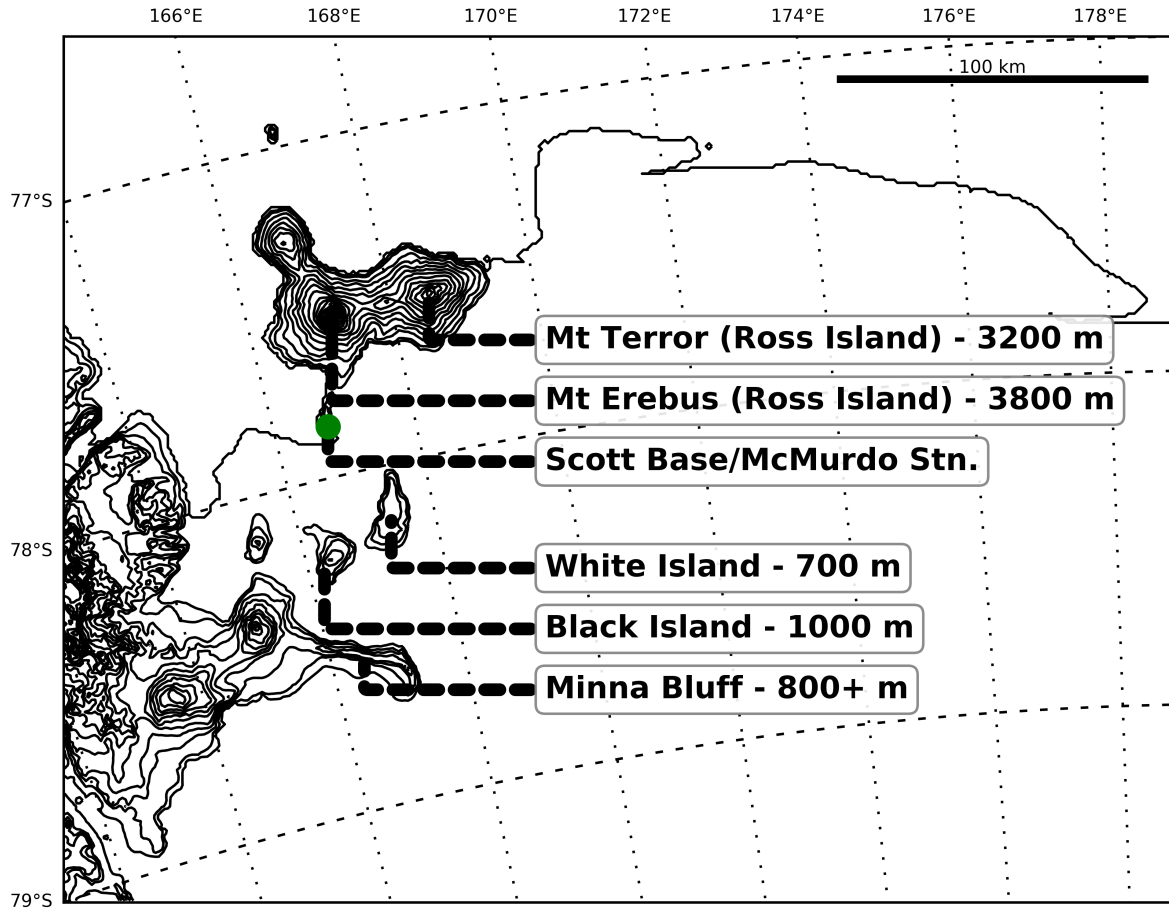 166°E 168°E 170°E 172°E 174°E 176°E 178°E
100 km
77°S
Mt Terror (Ross Island) - 3200 m
Mt Erebus (Ross Island) - 3800 m
Scott Base/McMurdo Stn.
78°S
White Island - 700 m
Black Island - 1000 m
Minna Bluff - 800+ m
79°S